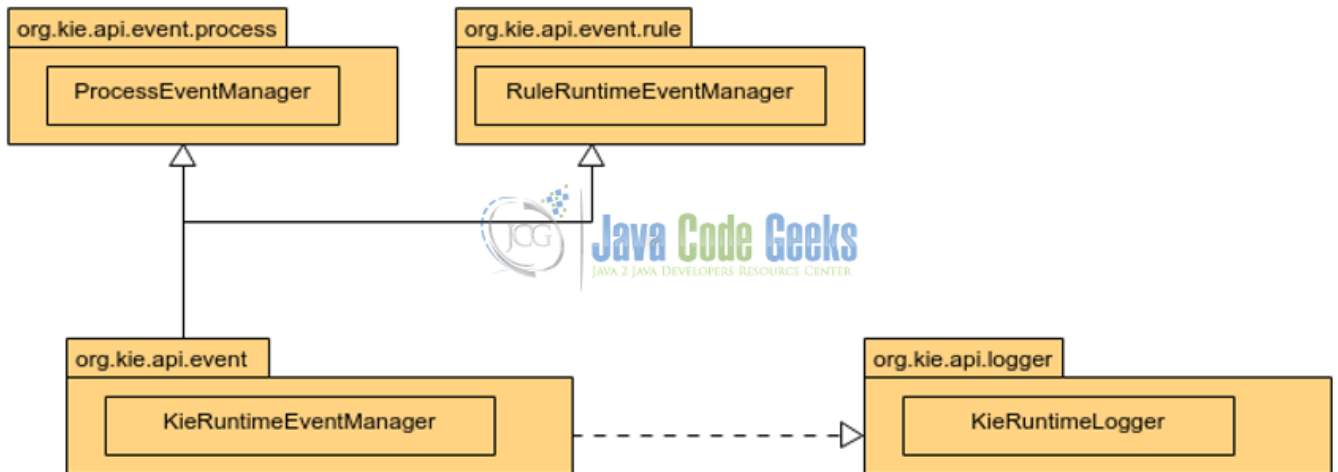 org.kie.api.event.process
ProcessEventManager
org.kie.api.event.rule
RuleRuntimeEventManager
JCG
Java Code Geeks
JAVA 2 JAVA DEVELOPERS RESOURCE CENTER
org.kie.api.event
KieRuntimeEventManager
org.kie.api.logger
KieRuntimeLogger